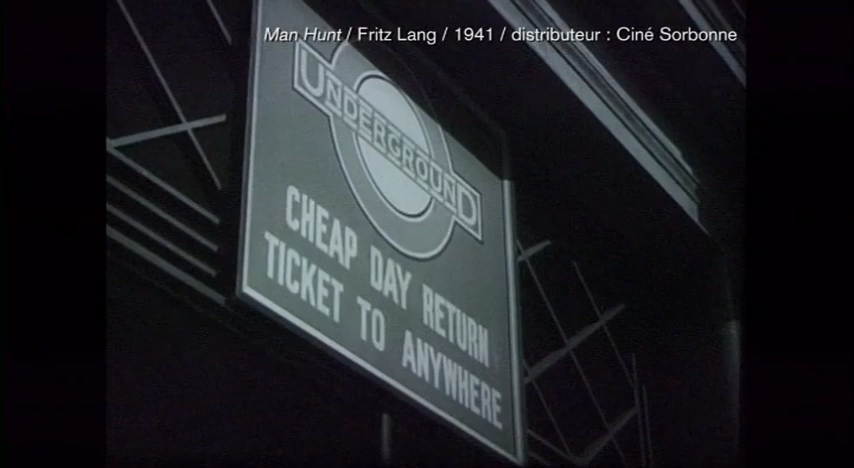 Man Hunt / Fritz Lang / 1941 / distributeur : Ciné Sorbonne
UNDERGROUND
CHEAP DAY RETURN
TICKET TO ANYWHERE